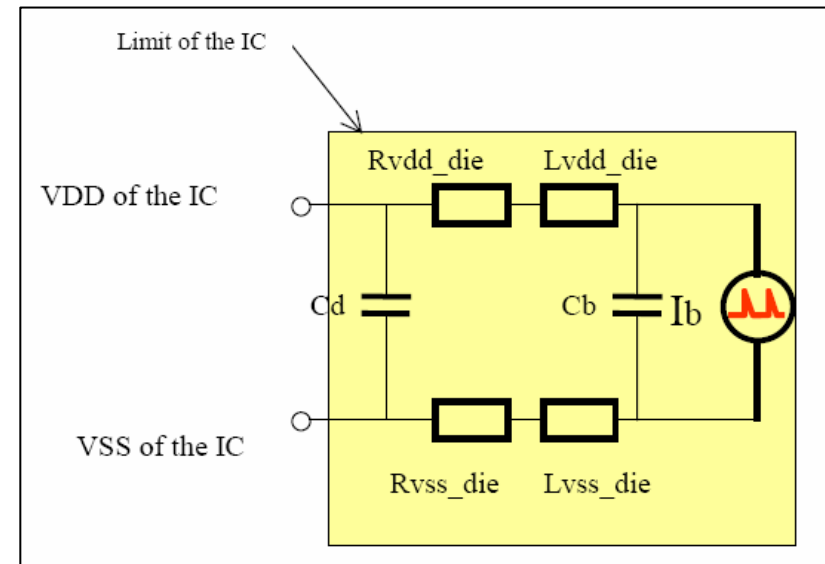 Limit of the IC
Rvdd_die Lvdd_die
VDD of the IC
Cd Cb Ib
VSS of the IC
Rvss_die Lvss_die